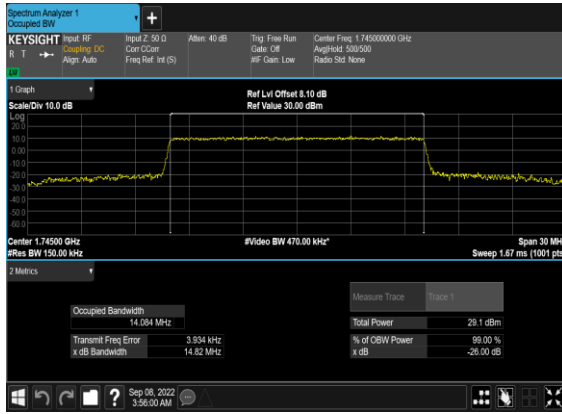 Spectrum Analyzer 1
Occupied BW
KEYSIGHT
R T
LXI
Input: RF
Coupling: DC
Align: Auto
Input Z: 50 Ω
Corr CCorr
Freq Ref: Int (S)
Atten: 40 dB
Trig: Free Run
Gate: Off
#IF Gain: Low
Center Freq: 1.745000000 GHz
Avg|Hold: 500/500
Radio Std: None
1 Graph
Scale/Div 10.0 dB
Ref Lvl Offset 8.10 dB
Ref Value 30.00 dBm
Log
20.0
10.0
0.00
-10.0
-20.0
-30.0
-40.0
-50.0
-60.0
Center 1.74500 GHz
#Res BW 150.00 kHz
#Video BW 470.00 kHz*
Span 30 MH
Sweep 1.67 ms (1001 pts
2 Metrics
Measure Trace
Trace 1
Occupied Bandwidth
14.084 MHz
Total Power
29.1 dBm
Transmit Freq Error
3.934 kHz
% of OBW Power
99.00 %
x dB Bandwidth
14.82 MHz
x dB
-26.00 dB
?
Sep 08, 2022
3:56:00 AM